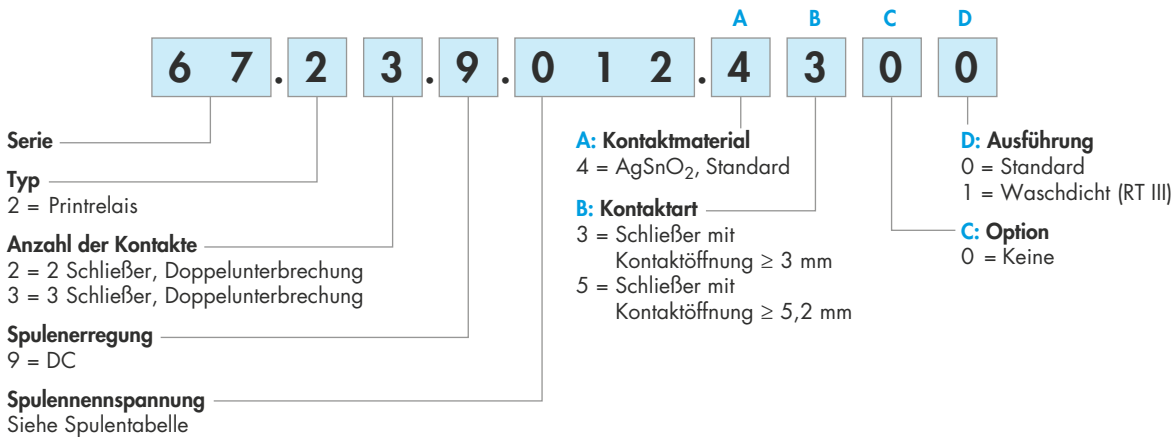 A B C D
6 7 . 2 3 . 9 . 0 1 2 . 4 3 0 0
Serie
Typ
2 = Printrelais
Anzahl der Kontakte
2 = 2 Schließer, Doppelunterbrechung
3 = 3 Schließer, Doppelunterbrechung
Spulenerregung
9 = DC
Spulennennspannung
Siehe Spulentabelle
A: Kontaktmaterial
4 = AgSnO₂, Standard
B: Kontaktart
3 = Schließer mit
Kontaktöffnung ≥ 3 mm
5 = Schließer mit
Kontaktöffnung ≥ 5,2 mm
D: Ausführung
0 = Standard
1 = Waschdicht (RT III)
C: Option
0 = Keine